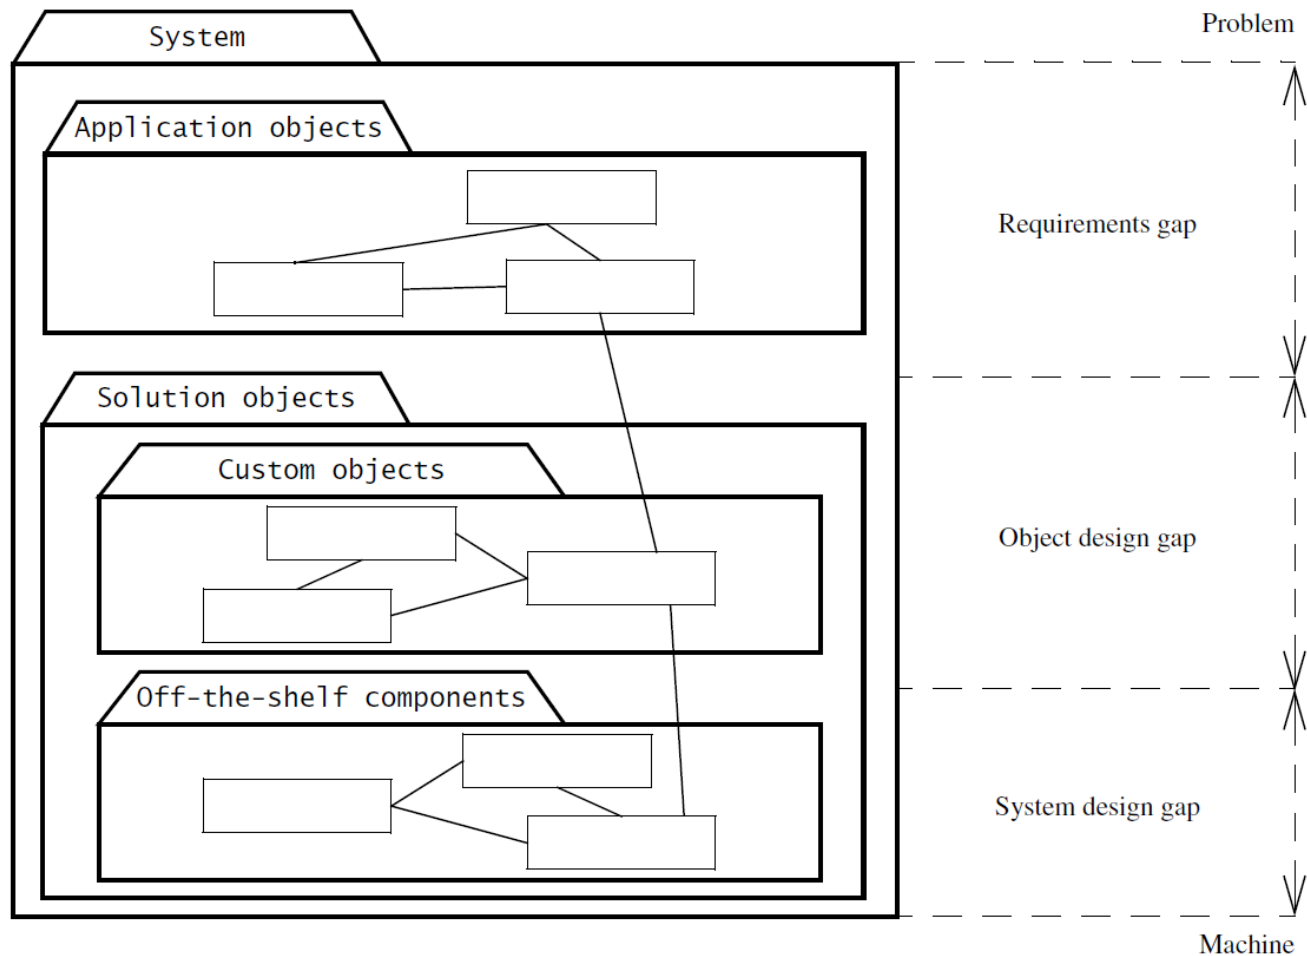 System
Problem
Application objects
Requirements gap
Solution objects
Custom objects
Object design gap
Off-the-shelf components
System design gap
Machine